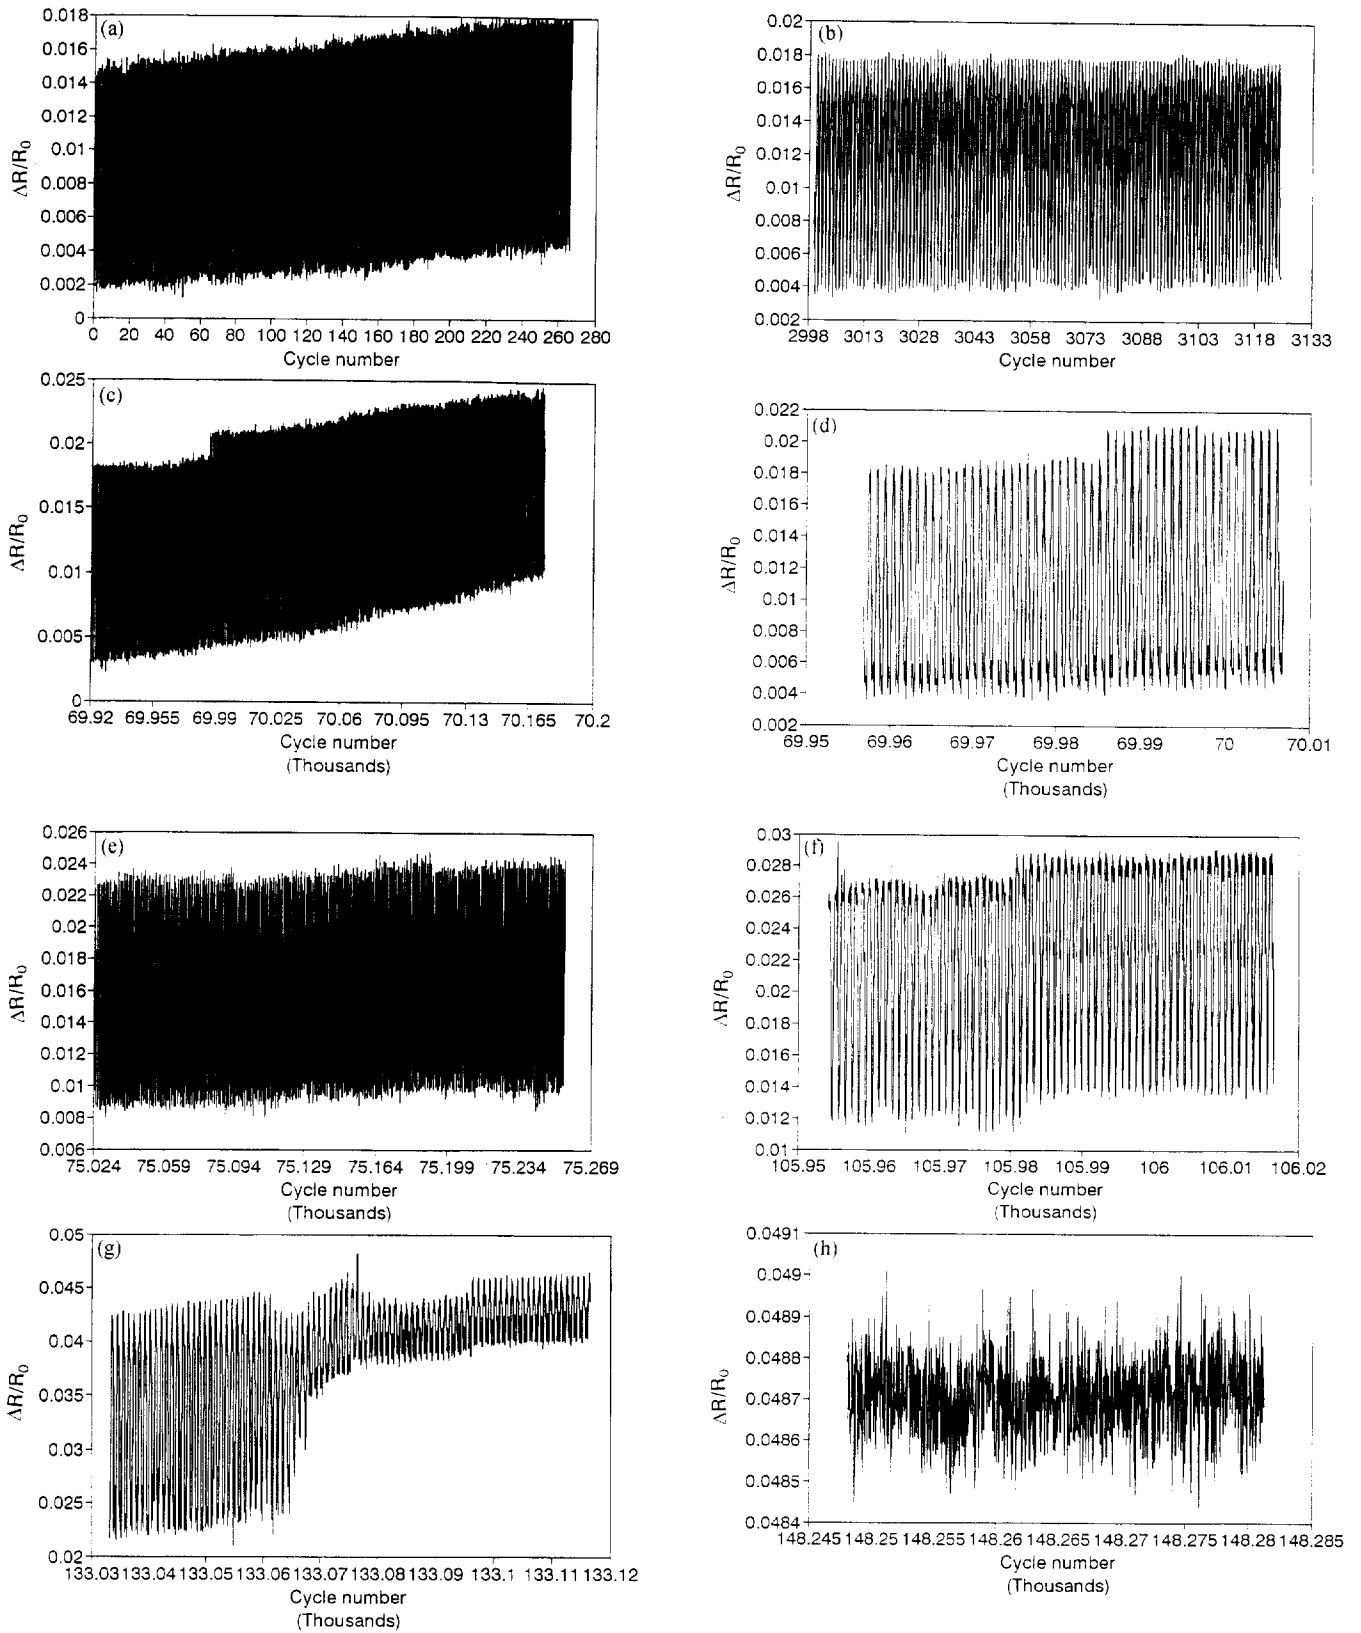 (a)
0.018
0.016
0.014
0.012
0.01
0.008
0.006
0.004
0.002
0
ΔR/R0
0 20 40 60 80 100 120 140 160 180 200 220 240 260 280
Cycle number
(b)
0.02
0.018
0.016
0.014
0.012
0.01
0.008
0.006
0.004
0.002
ΔR/R0
2998 3013 3028 3043 3058 3073 3088 3103 3118 3133
Cycle number
(c)
0.025
0.02
0.015
0.01
0.005
0
ΔR/R0
69.92 69.955 69.99 70.025 70.06 70.095 70.13 70.165 70.2
Cycle number
(Thousands)
(d)
0.022
0.02
0.018
0.016
0.014
0.012
0.01
0.008
0.006
0.004
0.002
ΔR/R0
69.95 69.96 69.97 69.98 69.99 70 70.01
Cycle number
(Thousands)
(e)
0.026
0.024
0.022
0.02
0.018
0.016
0.014
0.012
0.01
0.008
0.006
ΔR/R0
75.024 75.059 75.094 75.129 75.164 75.199 75.234 75.269
Cycle number
(Thousands)
(f)
0.03
0.028
0.026
0.024
0.022
0.02
0.018
0.016
0.014
0.012
0.01
ΔR/R0
105.95 105.96 105.97 105.98 105.99 106 106.01 106.02
Cycle number
(Thousands)
(g)
0.05
0.045
0.04
0.035
0.03
0.025
0.02
ΔR/R0
133.03 133.04 133.05 133.06 133.07 133.08 133.09 133.1 133.11 133.12
Cycle number
(Thousands)
(h)
0.0491
0.049
0.0489
0.0488
0.0487
0.0486
0.0485
0.0484
ΔR/R0
148.245 148.25 148.255 148.26 148.265 148.27 148.275 148.28 148.285
Cycle number
(Thousands)